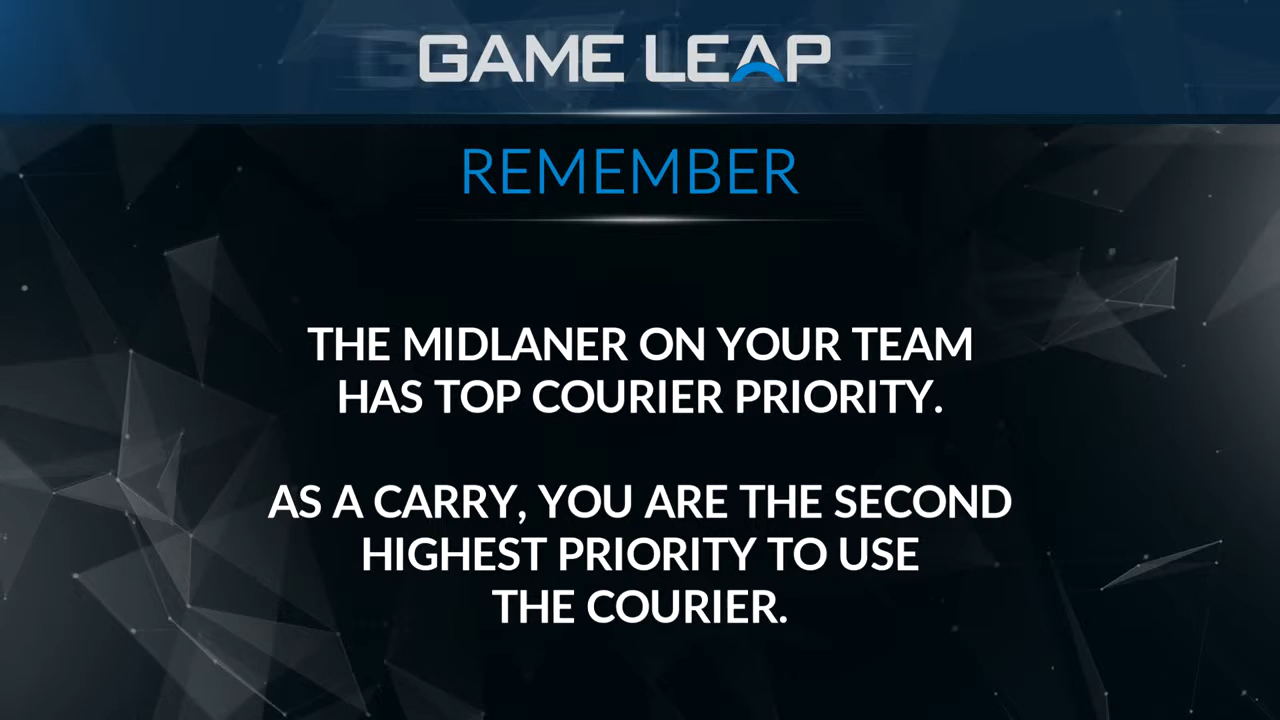 GAME LEAP
REMEMBER
THE MIDLANER ON YOUR TEAM
HAS TOP COURIER PRIORITY.
AS A CARRY, YOU ARE THE SECOND
HIGHEST PRIORITY TO USE
THE COURIER.